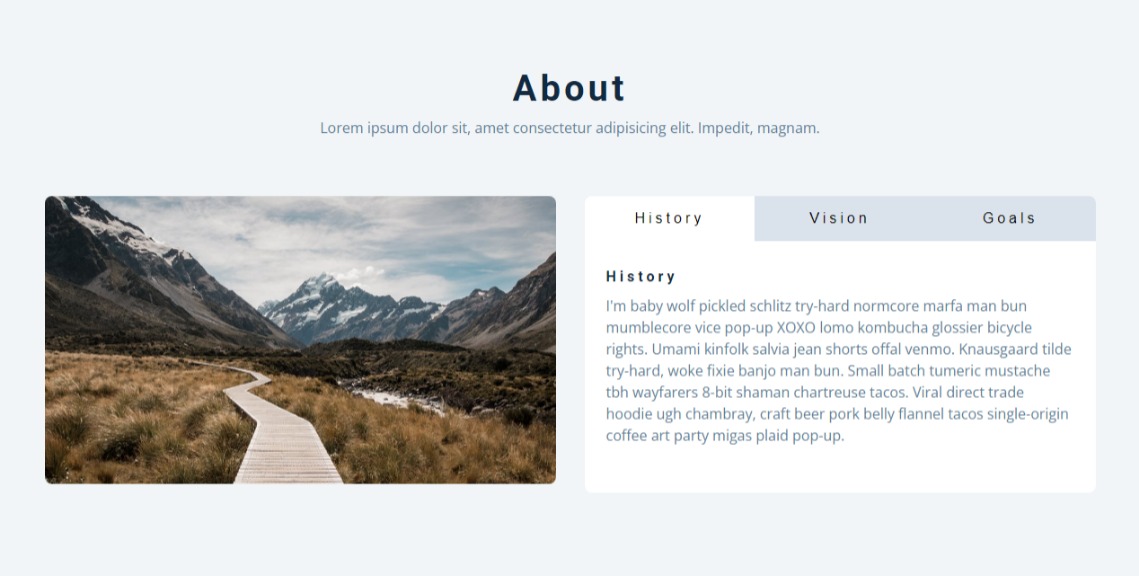 About
Lorem ipsum dolor sit, amet consectetur adipisicing elit. Impedit, magnam.
History
Vision
Goals
History
I'm baby wolf pickled schlitz try-hard normcore marfa man bun
mumblecore vice pop-up XOXO lomo kombucha glossier bicycle
rights. Umami kinfolk salvia jean shorts offal venmo. Knausgaard tilde
try-hard, woke fixie banjo man bun. Small batch tumeric mustache
tbh wayfarers 8-bit shaman chartreuse tacos. Viral direct trade
hoodie ugh chambray, craft beer pork belly flannel tacos single-origin
coffee art party migas plaid pop-up.